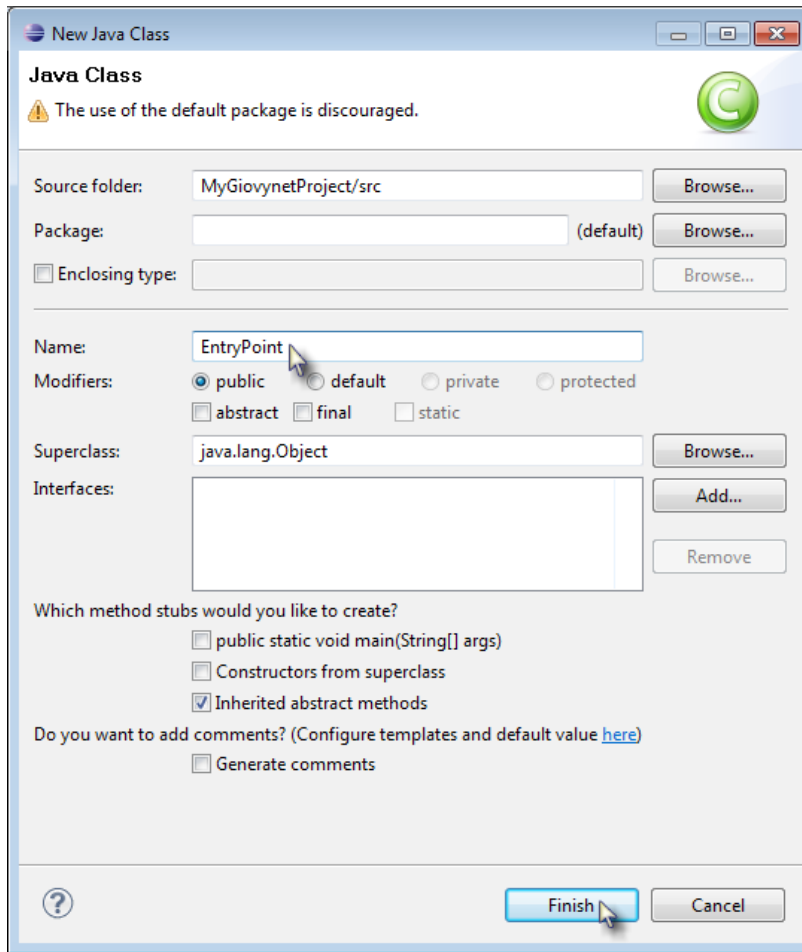 New Java Class
Java Class
The use of the default package is discouraged.
Source folder: MyGiovynetProject/src Browse...
Package: (default) Browse...
Enclosing type: Browse...
Name: EntryPoint
Modifiers: public default private protected
abstract final static
Superclass: java.lang.Object Browse...
Interfaces: Add...
Remove
Which method stubs would you like to create?
public static void main(String[] args)
Constructors from superclass
Inherited abstract methods
Do you want to add comments? (Configure templates and default value here)
Generate comments
? Finish Cancel